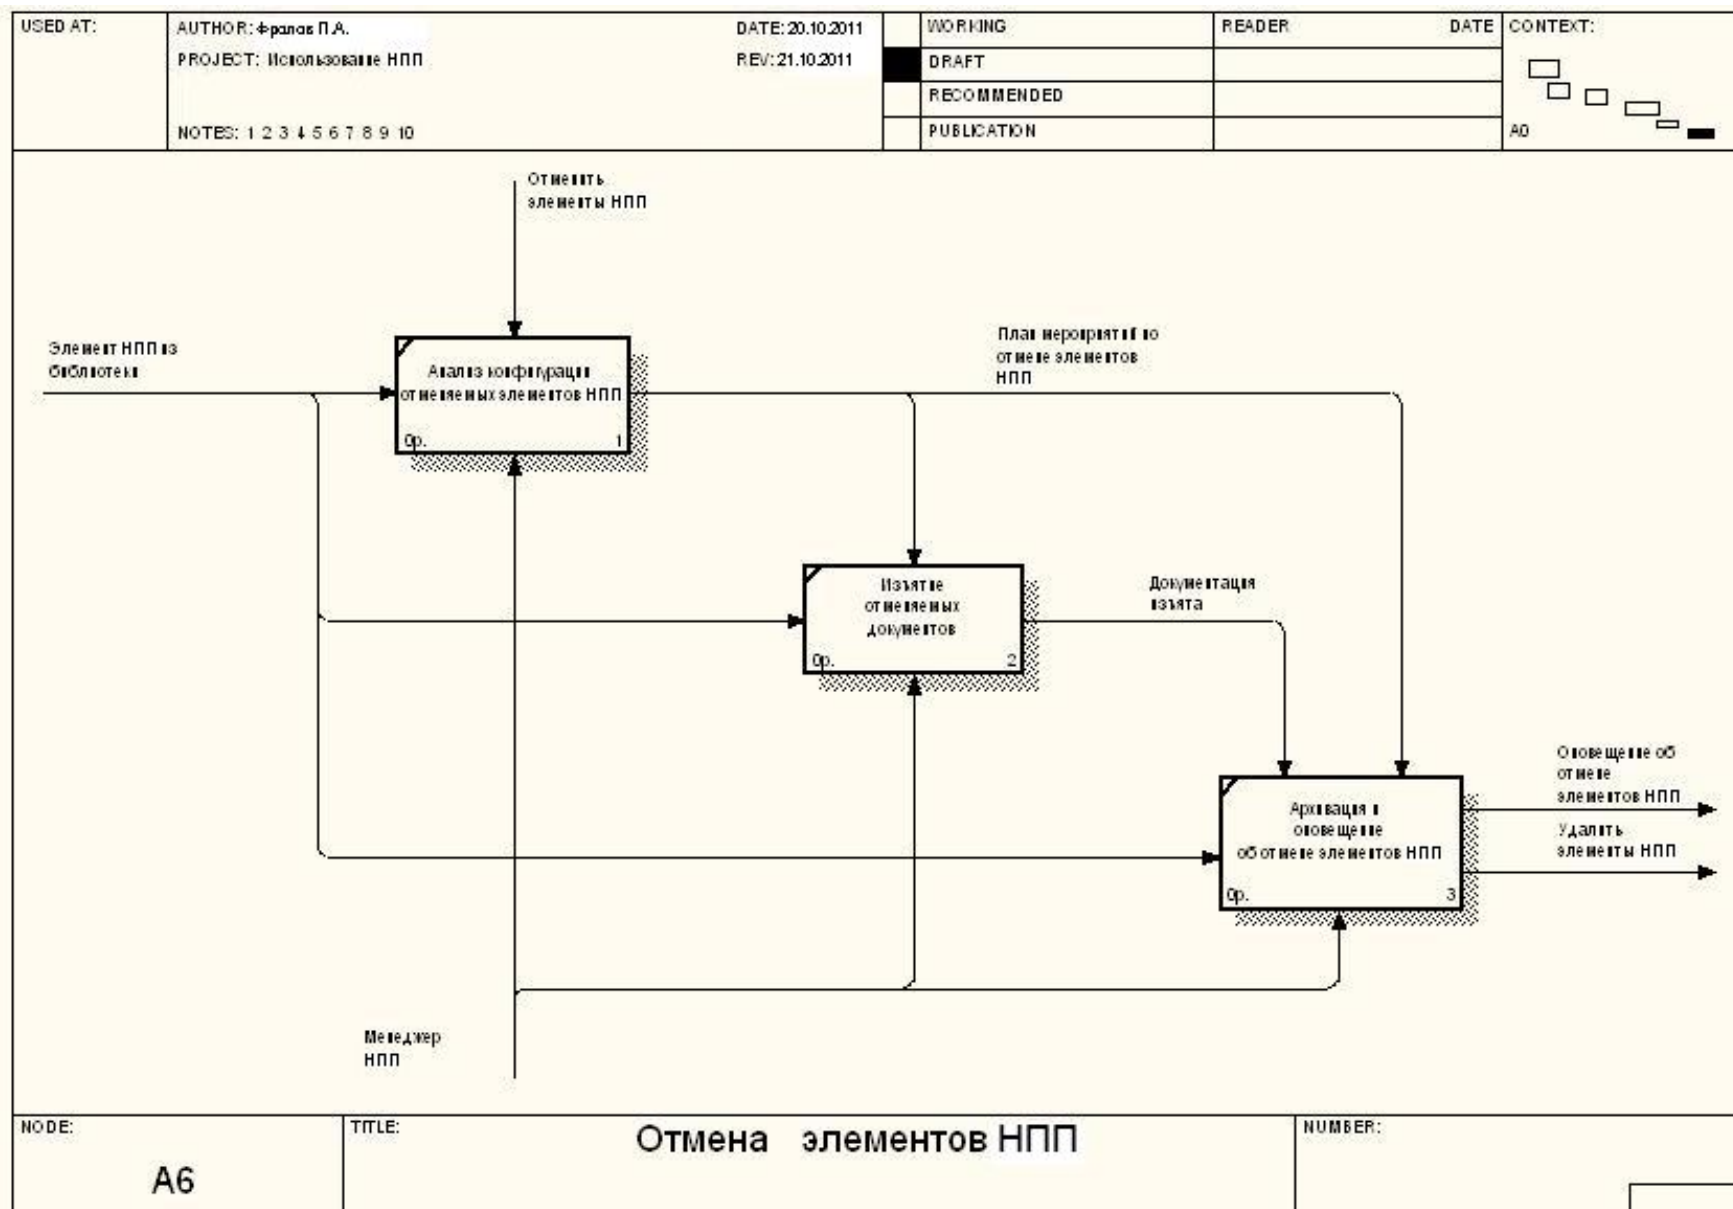 USED AT:
AUTHOR: Фролов П.А.
DATE: 20.10.2011
PROJECT: Использование НПП
REV: 21.10.2011
NOTES: 1 2 3 4 5 6 7 8 9 10
WORKING
DRAFT
RECOMMENDED
PUBLICATION
READER DATE
CONTEXT:
A0
Отменить
элементы НПП
Элемент НПП из
библиотеки
Анализ конфигурации
отменяемых элементов НПП
0р. 1
План мероприятий по
отмене элементов
НПП
Изъятие
отменяемых
документов
0р. 2
Документация
изъята
Архивация и
оповещение
об отмене элементов НПП
0р. 3
Оповещение об
отмене
элементов НПП
Удалить
элементы НПП
Менеджер
НПП
NODE:
A6
TITLE:
Отмена элементов НПП
NUMBER: